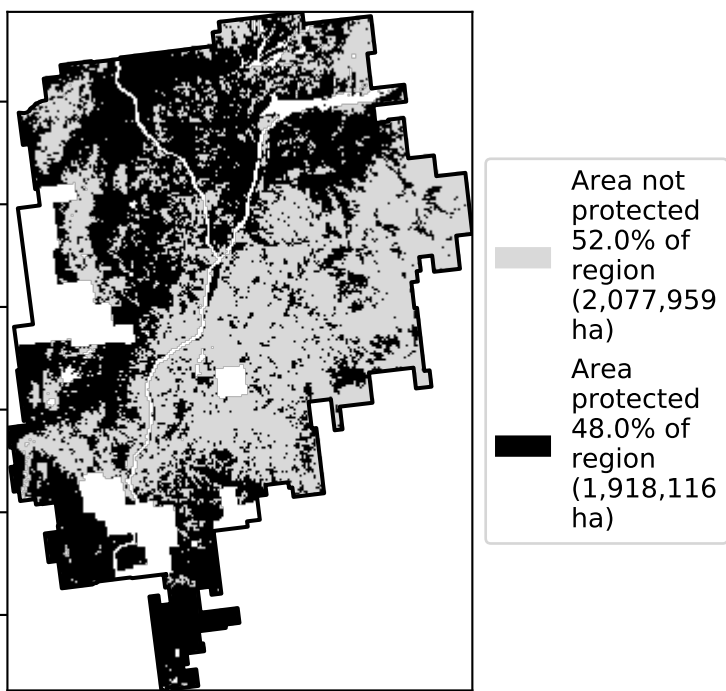 Area not
protected
52.0% of
region
(2,077,959
ha)
Area
protected
48.0% of
region
(1,918,116
ha)